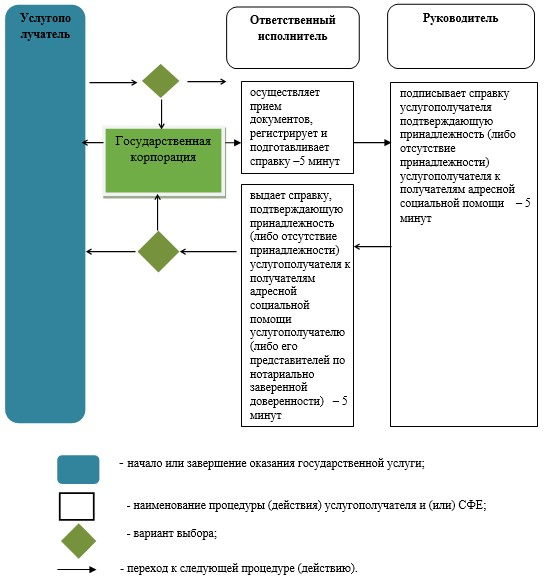 Услугопо
лучатель
Ответственный
исполнитель
Руководитель
осуществляет
прием
документов,
регистрирует и
подготавливает
справку –5 минут
подписывает справку
услугополучателя
подтверждающую
принадлежность (либо
отсутствие
принадлежности)
услугополучателя к
получателям адресной
социальной помощи – 5
минут
Государственная
корпорация
выдает справку,
подтверждающую
принадлежность
(либо отсутствие
принадлежности)
услугополучателя к
получателям
адресной
социальной
помощи
услугополучателю
(либо его
представителей по
нотариально
заверенной
доверенности) – 5
минут
- начало или завершение оказания государственной услуги;
- наименование процедуры (действия) услугополучателя и (или) СФЕ;
- вариант выбора;
- переход к следующей процедуре (действию).